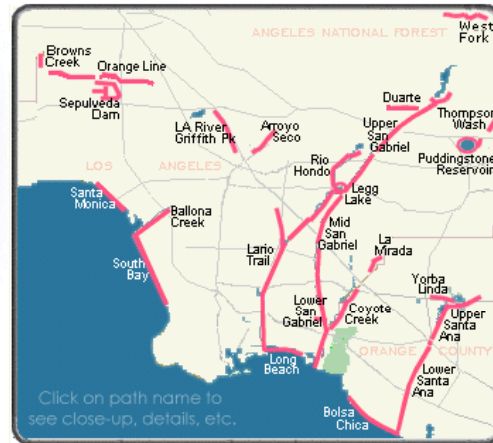 ANGELES NATIONAL FOREST
West
Fork
Browns
Creek
Orange Line
Sepulveda
Dam
Duarte
Thompson
Wash
LA River
Griffith Pk
Arroyo
Seco
Upper
San
Gabriel
Puddingstone
Reservoir
Rio
Hondo
LOS ANGELES
Legg
Lake
Santa
Monica
Ballona
Creek
Mid
San
Gabriel
La
Mirada
South
Bay
Lario
Trail
Yorba
Linda
Lower
San
Gabriel
Coyote
Creek
Upper
Santa
Ana
ORANGE COUNTY
Long
Beach
Lower
Santa
Ana
Click on path name to
see close-up, details, etc.
Bolsa
Chica